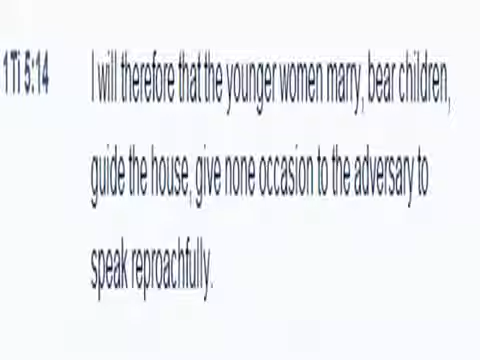 1Ti 5:14 I will therefore that the younger women marry, bear children,
guide the house, give none occasion to the adversary to
speak reproachfully.